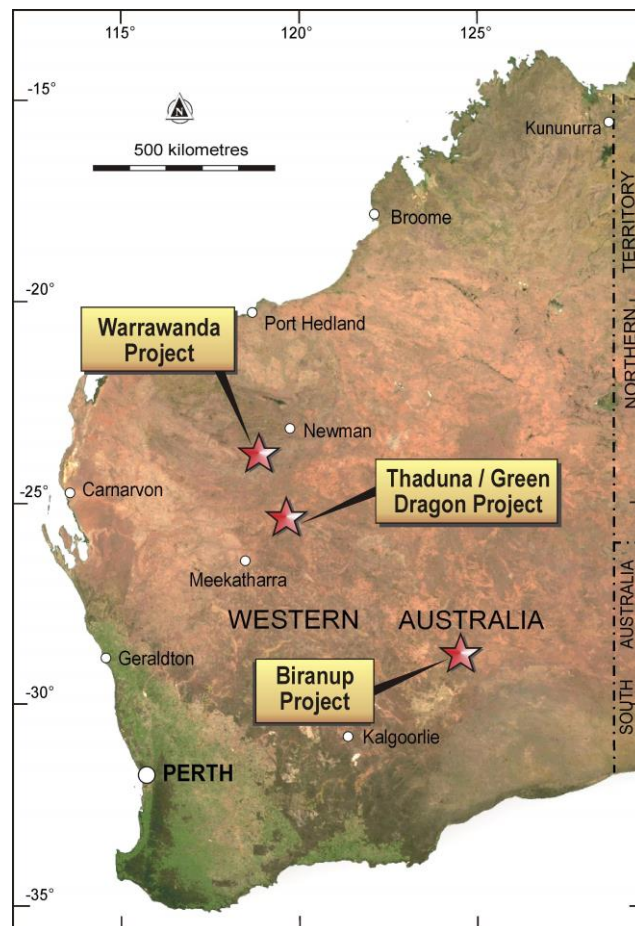 115°
120°
125°
-15°
N
500 kilometres
Kununurra
Broome
NORTHERN TERRITORY
-20°
Warrawanda
Project
Port Hedland
Newman
Carnarvon
-25°
Thaduna / Green
Dragon Project
Meekatharra
WESTERN AUSTRALIA
SOUTH AUSTRALIA
Geraldton
Biranup
Project
-30°
Kalgoorlie
PERTH
-35°